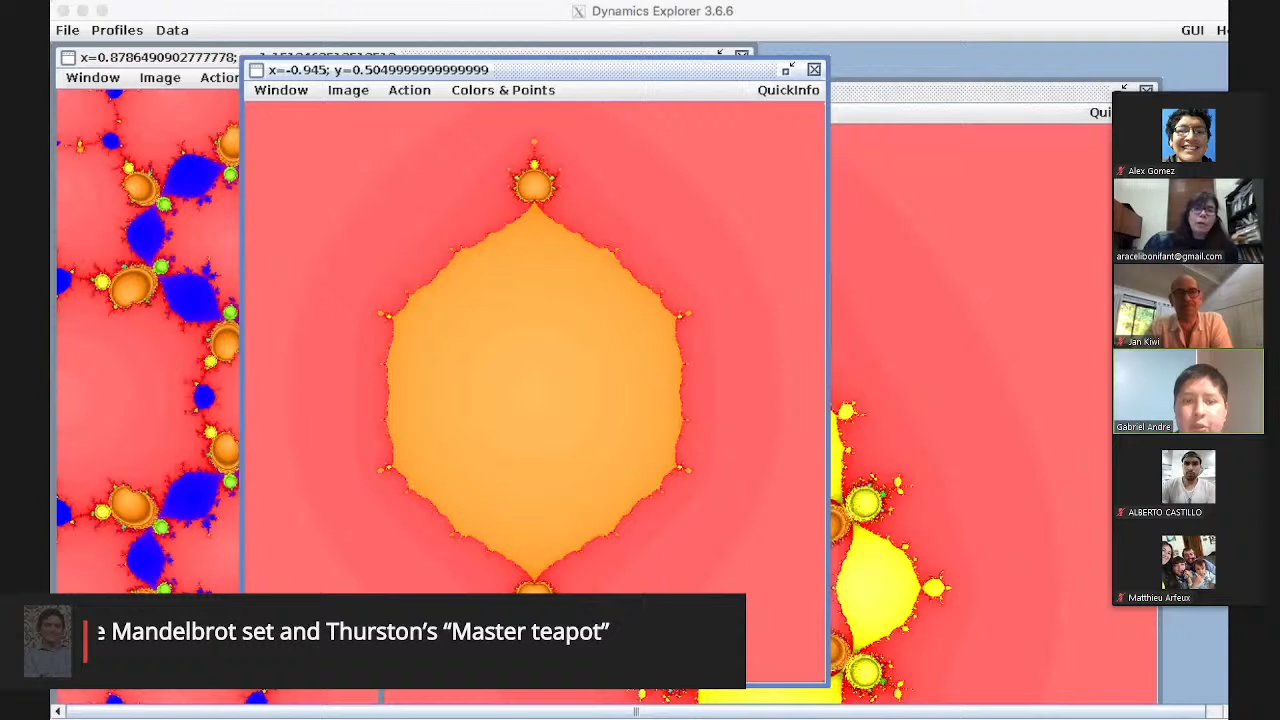 Dynamics Explorer 3.6.6
File Profiles Data GUI
x=0.8786490902777778;
Window Image Action
x=-0.945; y=0.5049999999999999
Window Image Action Colors & Points QuickInfo
Alex Gomez
aracelibonifant@gmail.com
Jan Kiwi
Gabriel Andre
ALBERTO CASTILLO
Matthieu Arfeux
e Mandelbrot set and Thurston’s “Master teapot”